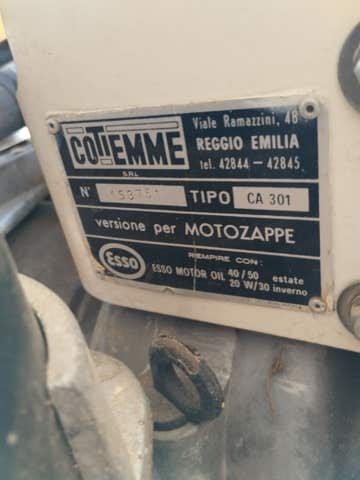 COTIEMME
S.R.L.
Viale Ramazzini, 48
REGGIO EMILIA
tel. 42844 - 42845
N° 153751 TIPO CA 301
versione per MOTOZAPPE
RIEMPIRE CON:
Esso
ESSO MOTOR OIL 40/50 estate
20 W/30 inverno